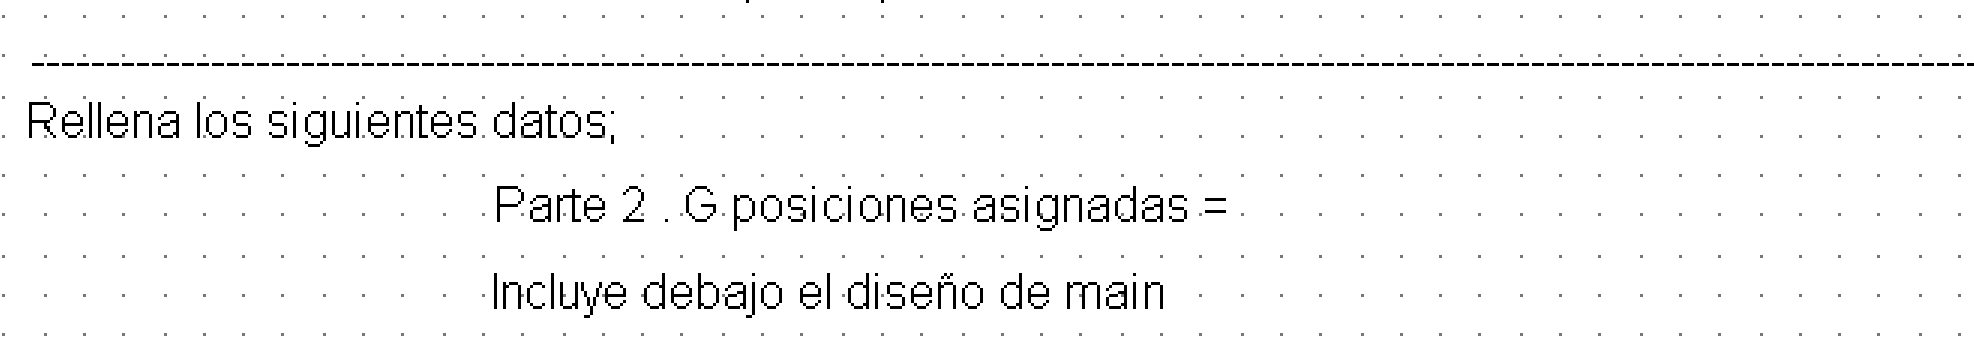 Rellena los siguientes datos;
Parte 2 . G posiciones asignadas =
Incluye debajo el diseño de main